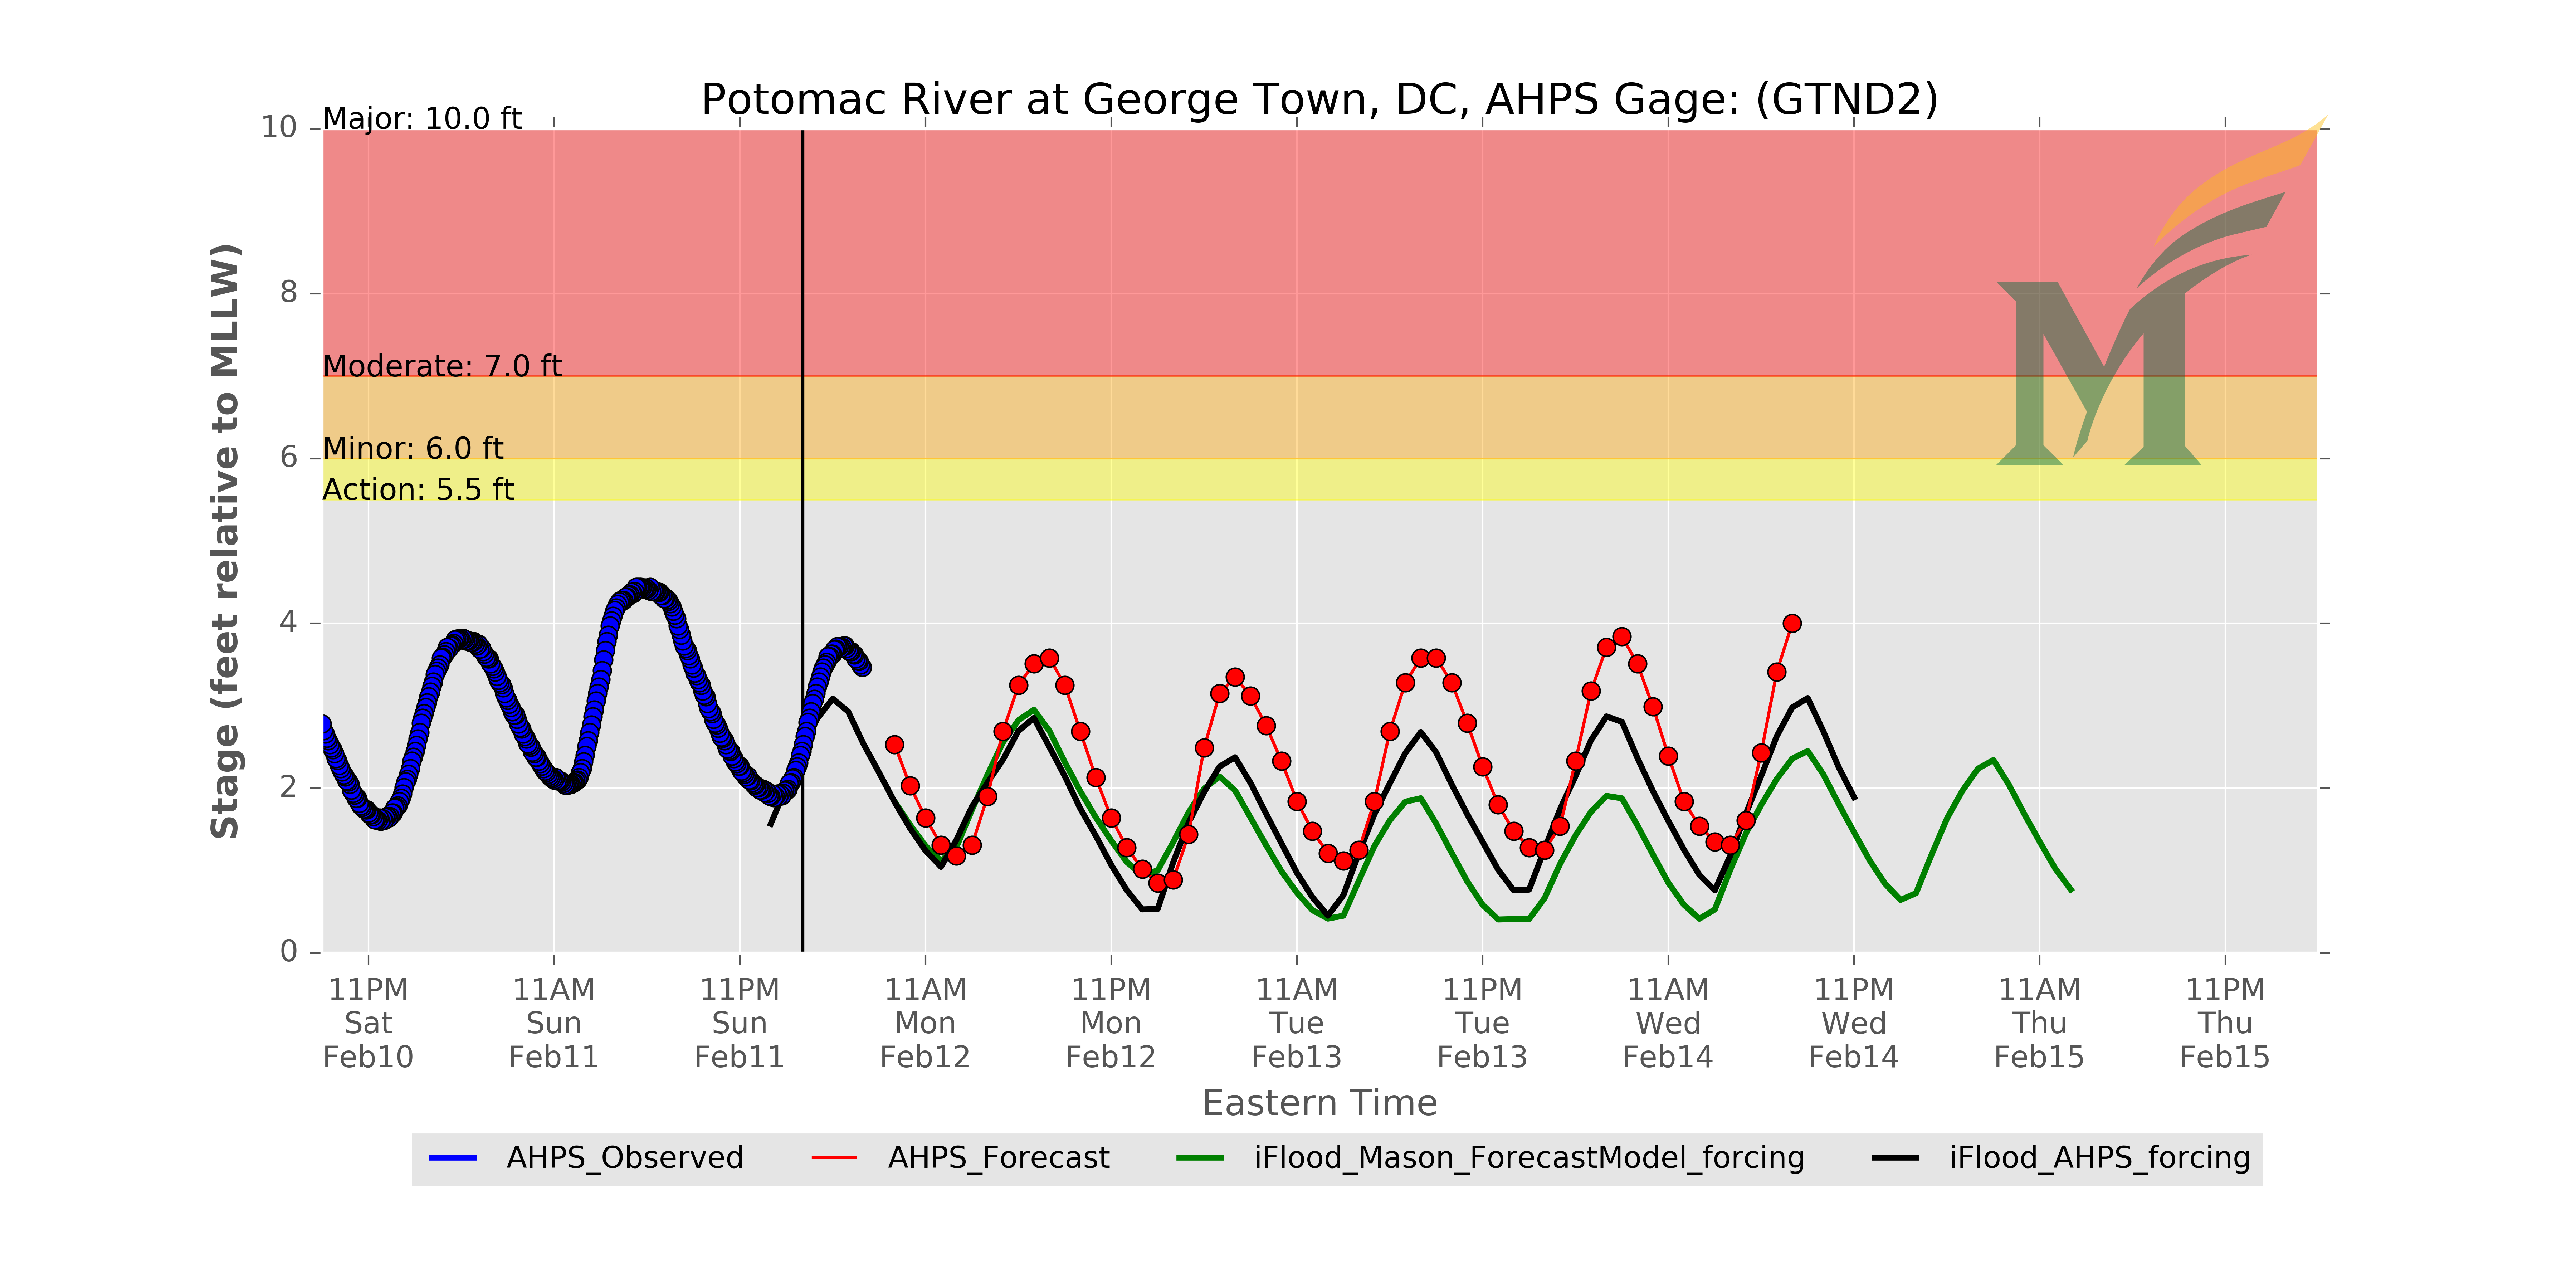 Potomac River at George Town, DC, AHPS Gage: (GTND2)
Major: 10.0 ft
Moderate: 7.0 ft
Minor: 6.0 ft
Action: 5.5 ft
Stage (feet relative to MLLW)
10
8
6
4
2
0
11PM 11AM 11PM 11AM 11PM 11AM 11PM 11AM 11PM 11AM 11PM
Sat Sun Sun Mon Mon Tue Tue Wed Wed Thu Thu
Feb10 Feb11 Feb11 Feb12 Feb12 Feb13 Feb13 Feb14 Feb14 Feb15 Feb15
Eastern Time
AHPS_Observed AHPS_Forecast iFlood_Mason_ForecastModel_forcing iFlood_AHPS_forcing
M